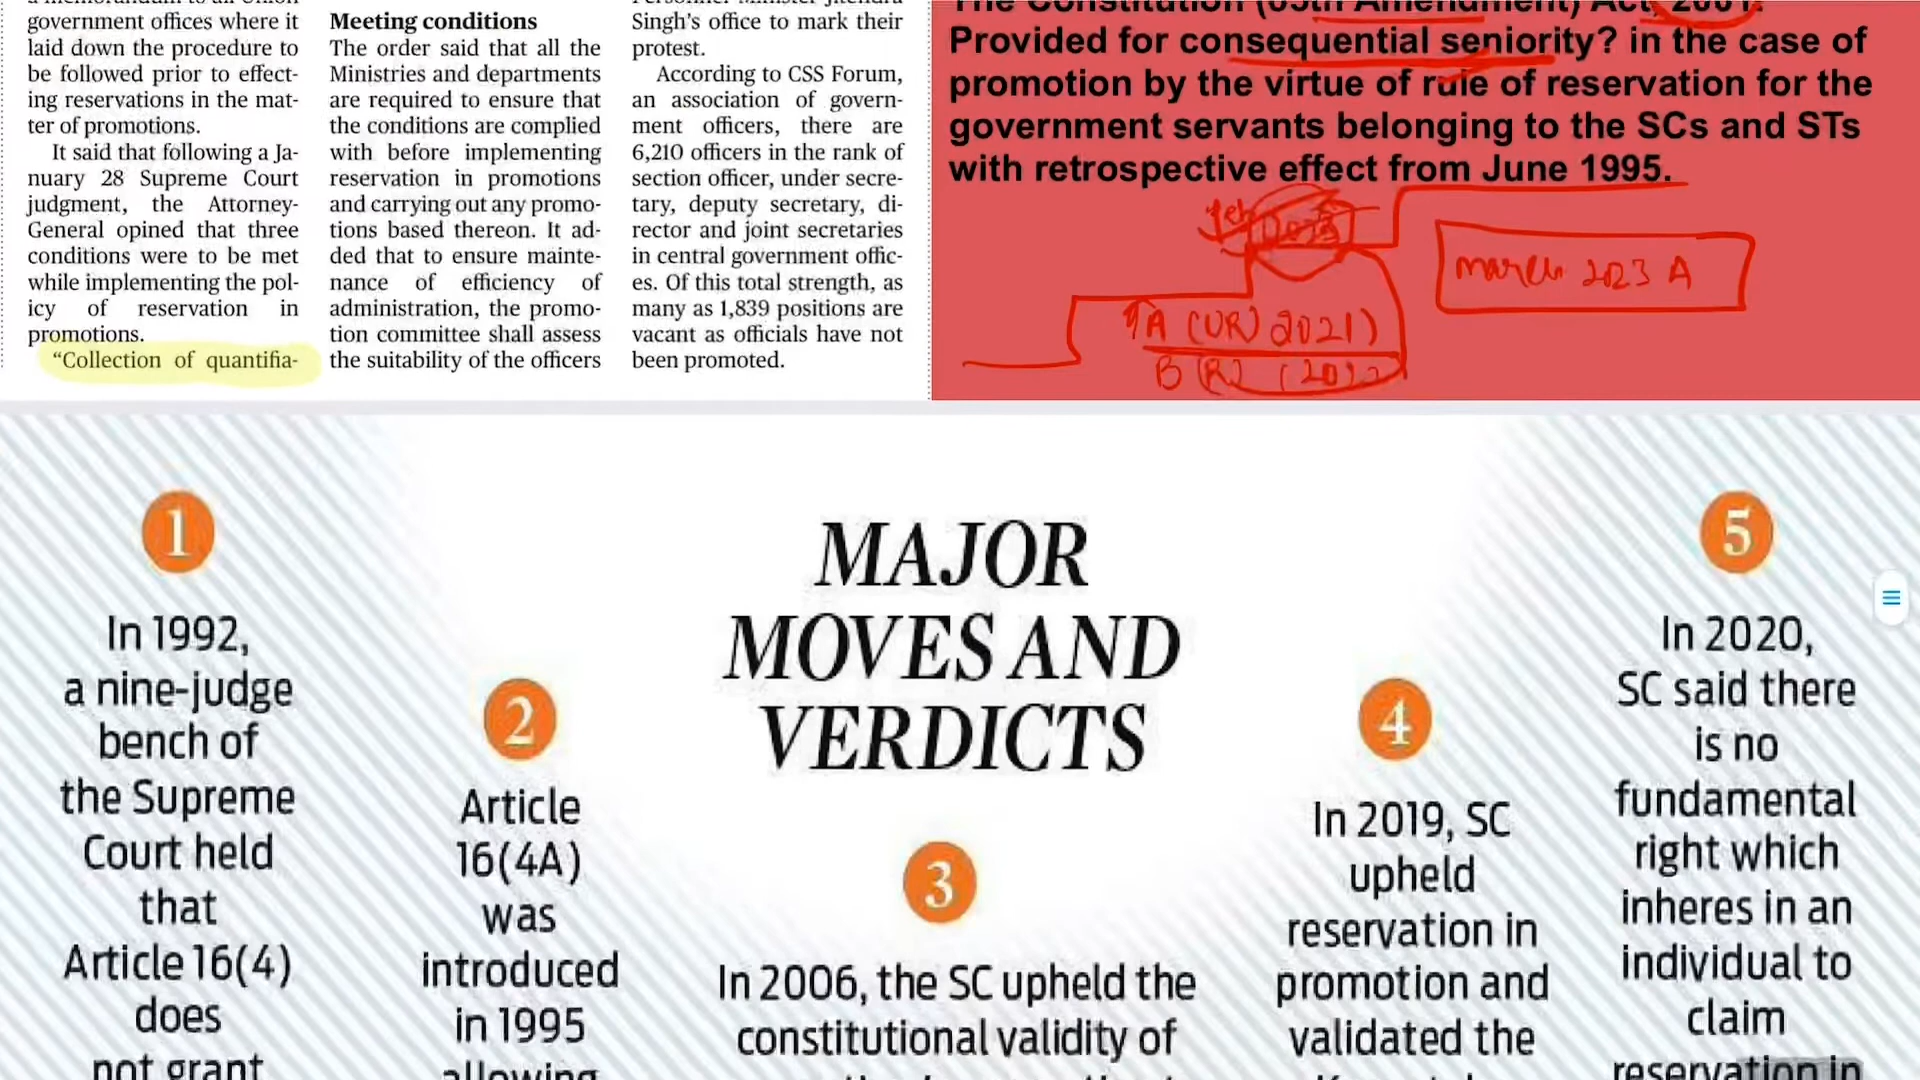 government offices where it
laid down the procedure to
be followed prior to effect-
ing reservations in the mat-
ter of promotions.
It said that following a Ja-
nuary 28 Supreme Court
judgment, the Attorney-
General opined that three
conditions were to be met
while implementing the pol-
icy of reservation in
promotions.
“Collection of quantifia-
Meeting conditions
The order said that all the
Ministries and departments
are required to ensure that
the conditions are complied
with before implementing
reservation in promotions
and carrying out any promo-
tions based thereon. It ad-
ded that to ensure mainte-
nance of efficiency of
administration, the promo-
tion committee shall assess
the suitability of the officers
Singh’s office to mark their
protest.
According to CSS Forum,
an association of govern-
ment officers, there are
6,210 officers in the rank of
section officer, under secre-
tary, deputy secretary, di-
rector and joint secretaries
in central government offic-
es. Of this total strength, as
many as 1,839 positions are
vacant as officials have not
been promoted.
The Constitution (85th Amendment) Act, 2001:
Provided for consequential seniority? in the case of
promotion by the virtue of rule of reservation for the
government servants belonging to the SCs and STs
with retrospective effect from June 1995.
march 2023 A
A (UR) 2021)
B (R)
MAJOR
MOVES AND
VERDICTS
1
In 1992,
a nine-judge
bench of
the Supreme
Court held
that
Article 16(4)
does
not grant
2
Article
16(4A)
was
introduced
in 1995
allowing
3
In 2006, the SC upheld the
constitutional validity of
4
In 2019, SC
upheld
reservation in
promotion and
validated the
5
In 2020,
SC said there
is no
fundamental
right which
inheres in an
individual to
claim
reservation in